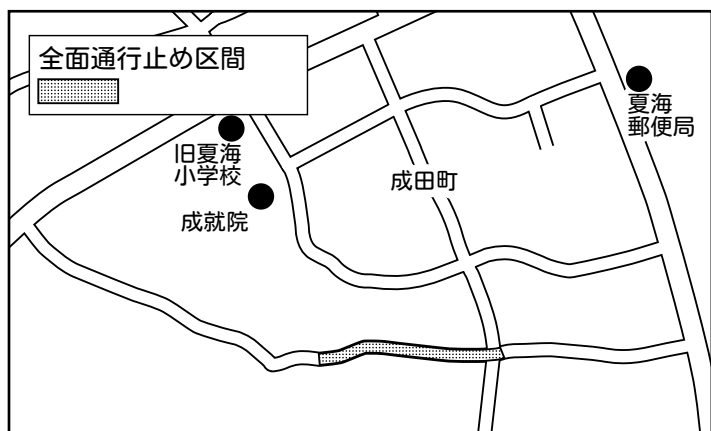 全面通行止め区間
旧夏海
小学校
成就院
成田町
夏海
郵便局